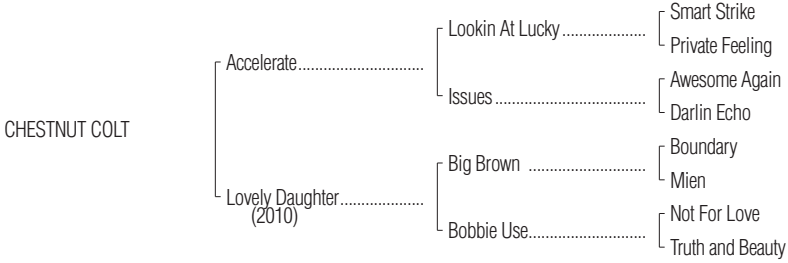 Smart Strike
Lookin At Lucky....................
Private Feeling
Accelerate..............................
Awesome Again
Issues ....................................
Darlin Echo
CHESTNUT COLT
Boundary
Big Brown ............................
Mien
Lovely Daughter....................
(2010)
Not For Love
Bobbie Use............................
Truth and Beauty